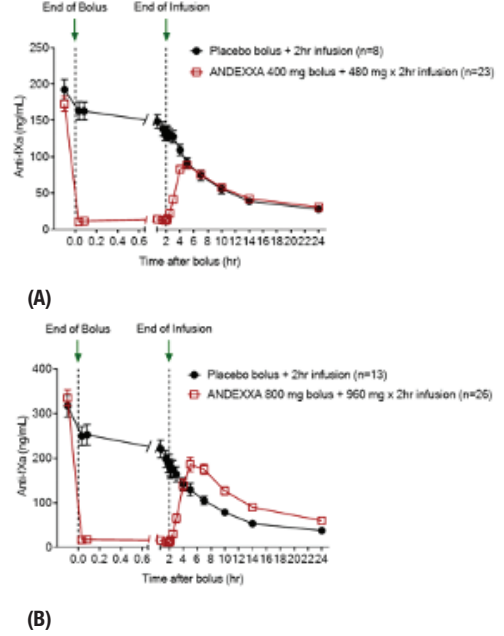 End of Bolus End of Infusion
Placebo bolus + 2hr infusion (n=8)
ANDEXXA 400 mg bolus + 480 mg x 2hr infusion (n=23)
Anti-fXa (ng/mL)
250
200
150
100
50
0
0.0 0.2 0.4 0.6 0 2 4 6 8 10 12 14 16 18 20 22 24
Time after bolus (hr)
(A)
End of Bolus End of Infusion
Placebo bolus + 2hr infusion (n=13)
ANDEXXA 800 mg bolus + 960 mg x 2hr infusion (n=26)
Anti-fXa (ng/mL)
400
300
200
100
0
0.0 0.2 0.4 0.6 2 4 6 8 10 12 14 16 18 20 22 24
Time after bolus (hr)
(B)